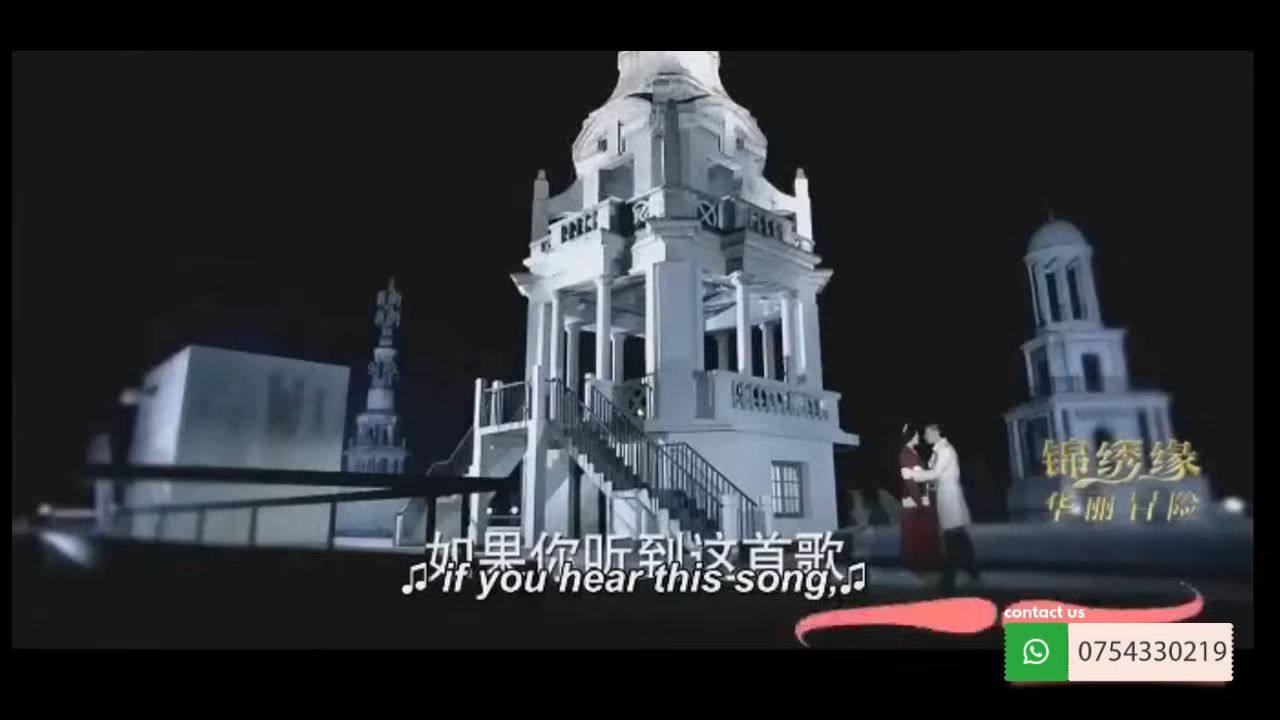 锦绣缘
华丽冒险
如果你听到这首歌
♫ if you hear this song,♫
contact us
0754330219